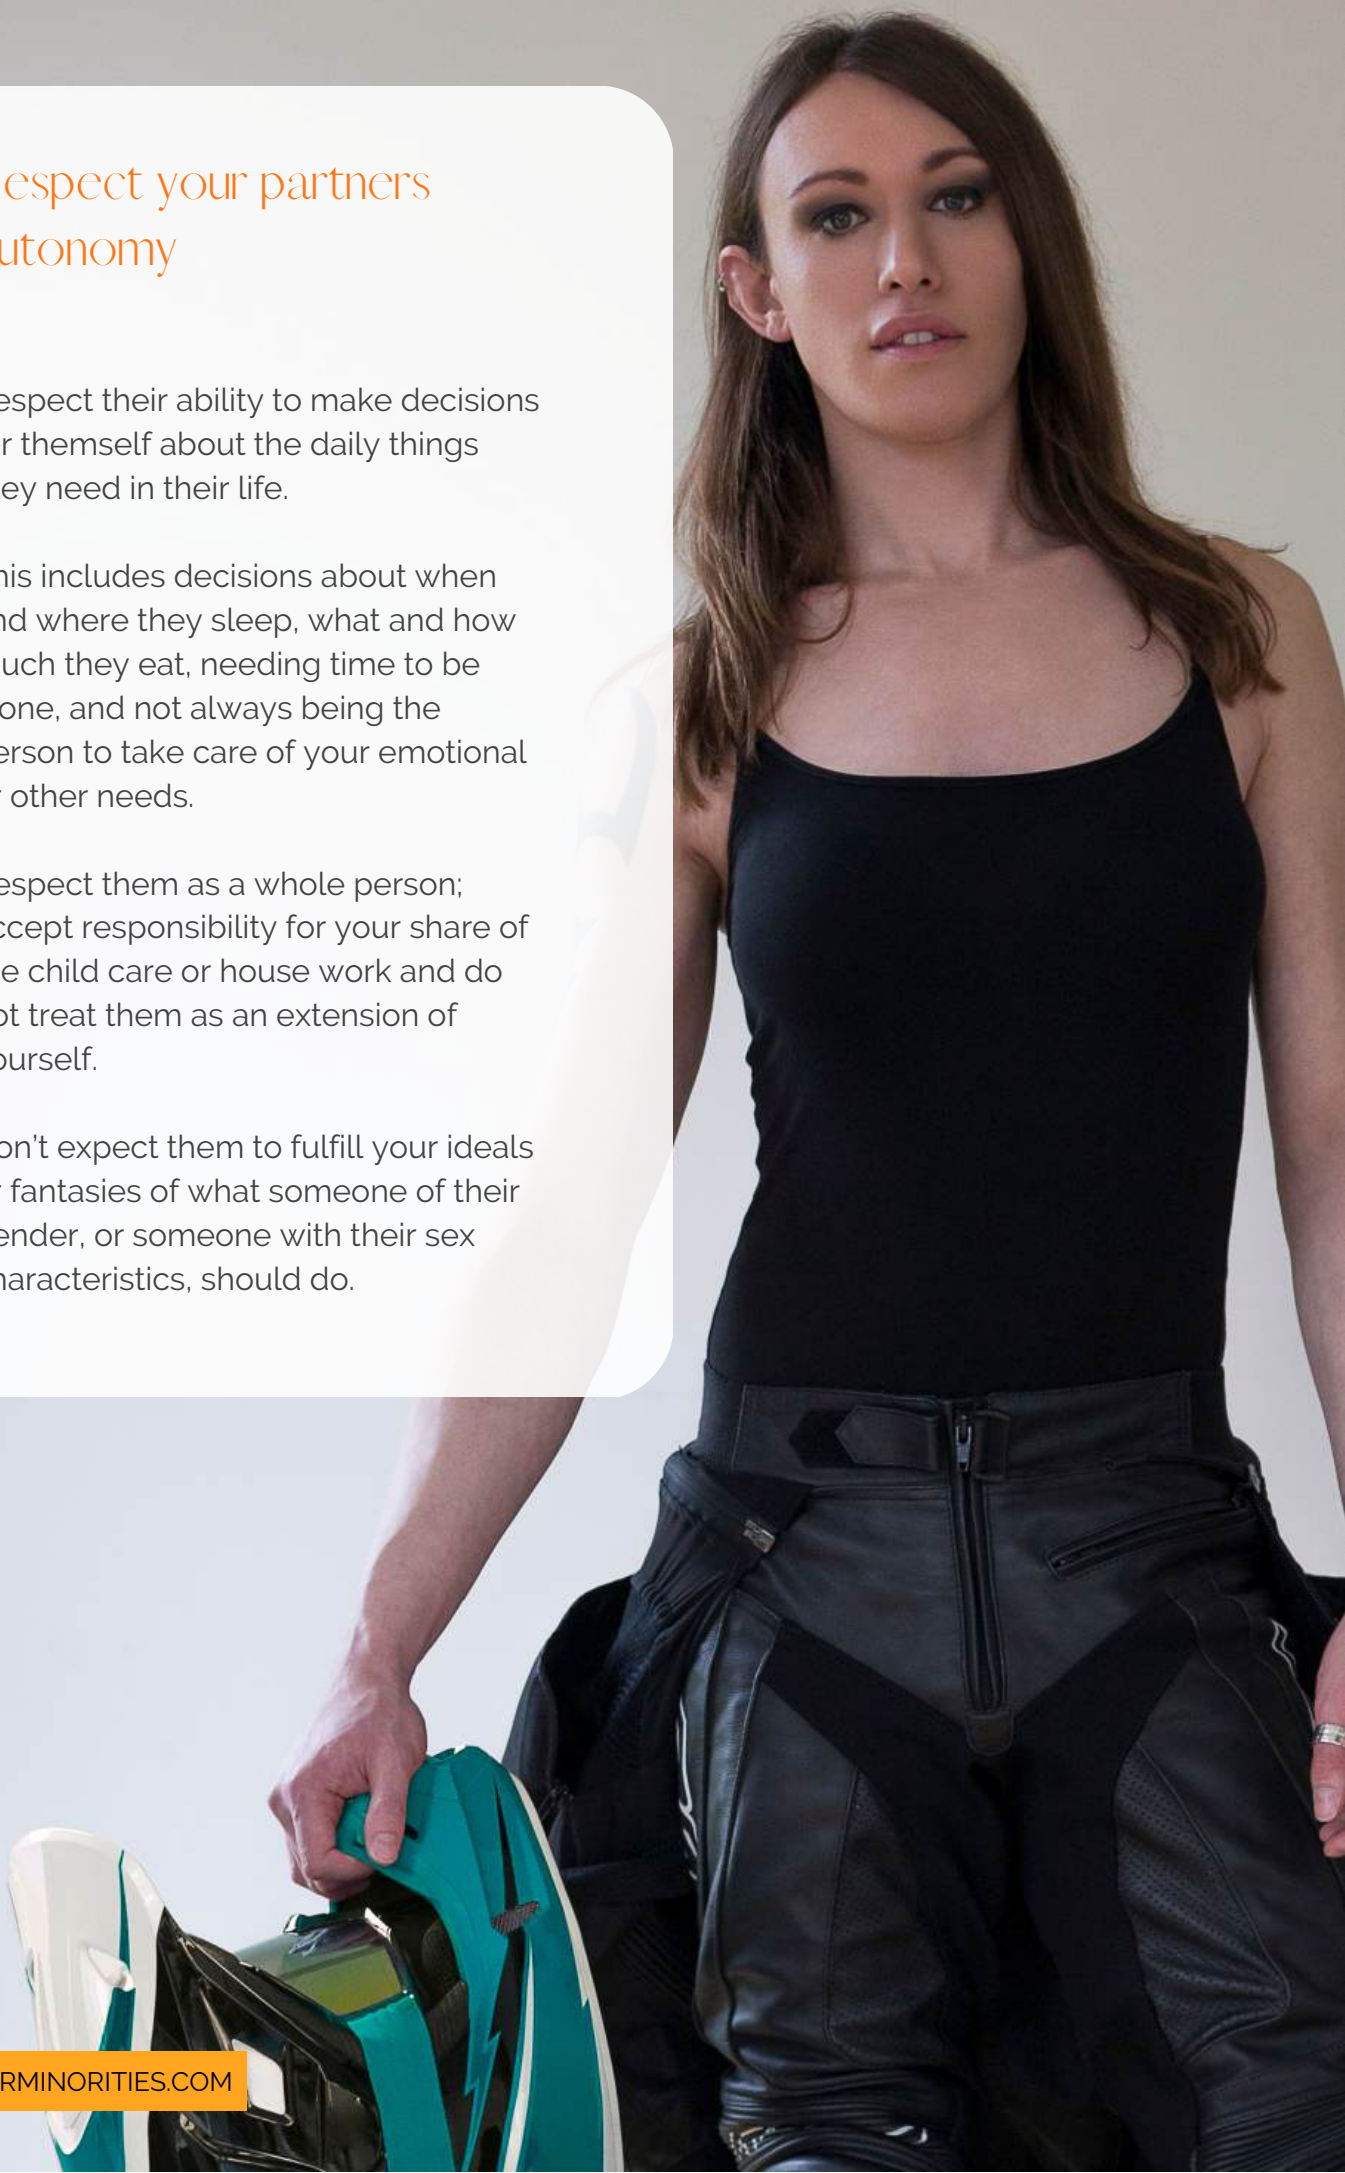 espect your partners
utonomy
espect their ability to make decisions
r themself about the daily things
ey need in their life.
his includes decisions about when
nd where they sleep, what and how
uch they eat, needing time to be
one, and not always being the
erson to take care of your emotional
r other needs.
espect them as a whole person;
ccept responsibility for your share of
e child care or house work and do
ot treat them as an extension of
ourself.
on't expect them to fulfill your ideals
r fantasies of what someone of their
ender, or someone with their sex
haracteristics, should do.
RMINORITIES.COM